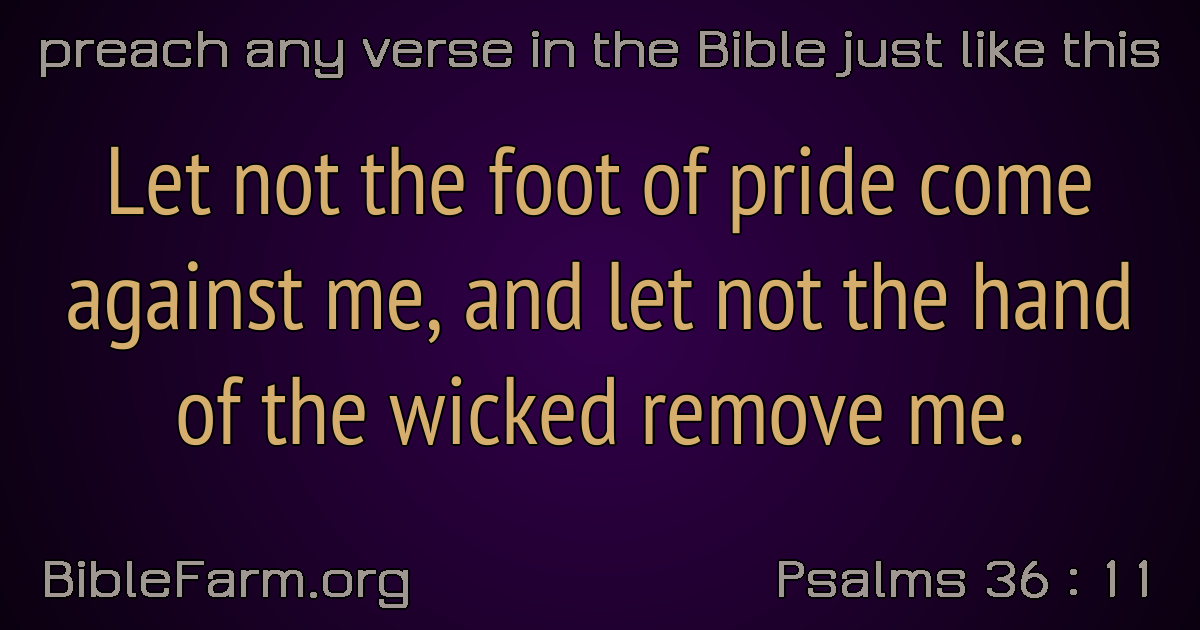 preach any verse in the Bible just like this
Let not the foot of pride come
against me, and let not the hand
of the wicked remove me.
BibleFarm.org
Psalms 36 : 11